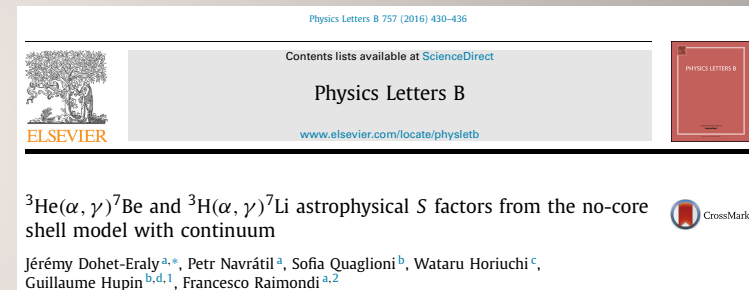 Physics Letters B 757 (2016) 430–436
Contents lists available at ScienceDirect
Physics Letters B
www.elsevier.com/locate/physletb
ELSEVIER
PHYSICS LETTERS B
³He(α, γ)⁷Be and ³H(α, γ)⁷Li astrophysical S factors from the no-core
shell model with continuum
CrossMark
Jérémy Dohet-Eraly a,*, Petr Navrátil a, Sofia Quaglioni b, Wataru Horiuchi c,
Guillaume Hupin b,d,1, Francesco Raimondi a,2